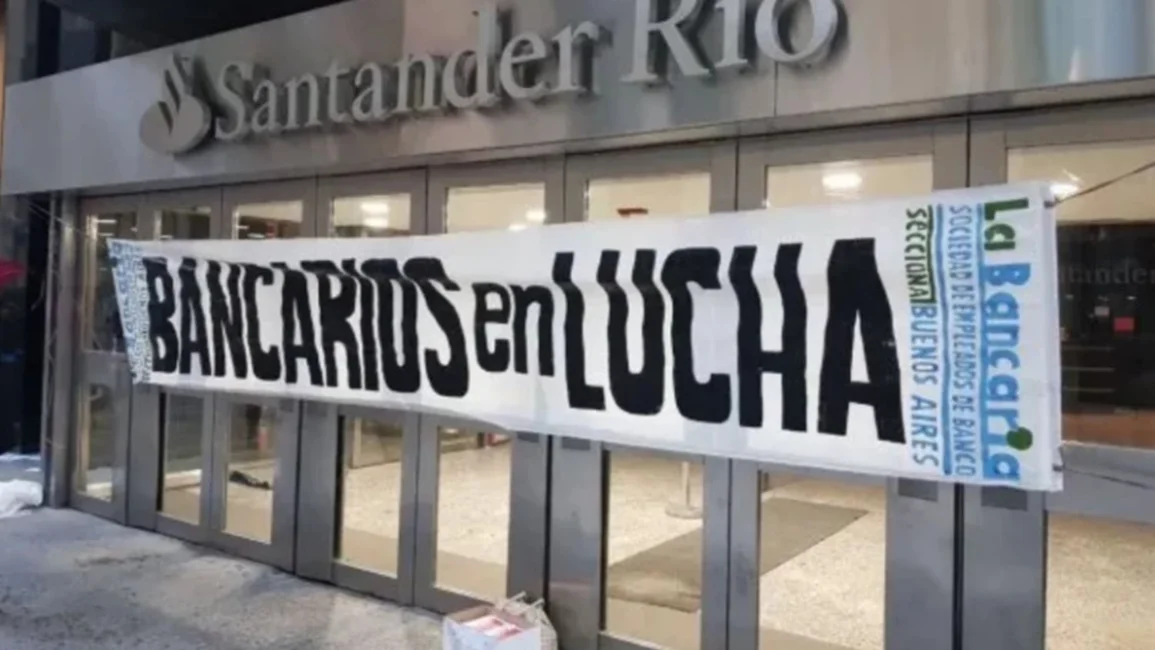 Santander Río
BANCARIOS en LUCHA
La Bancaria
SOCIEDAD DE EMPLEADOS DE BANCO
SECCIONAL BUENOS AIRES